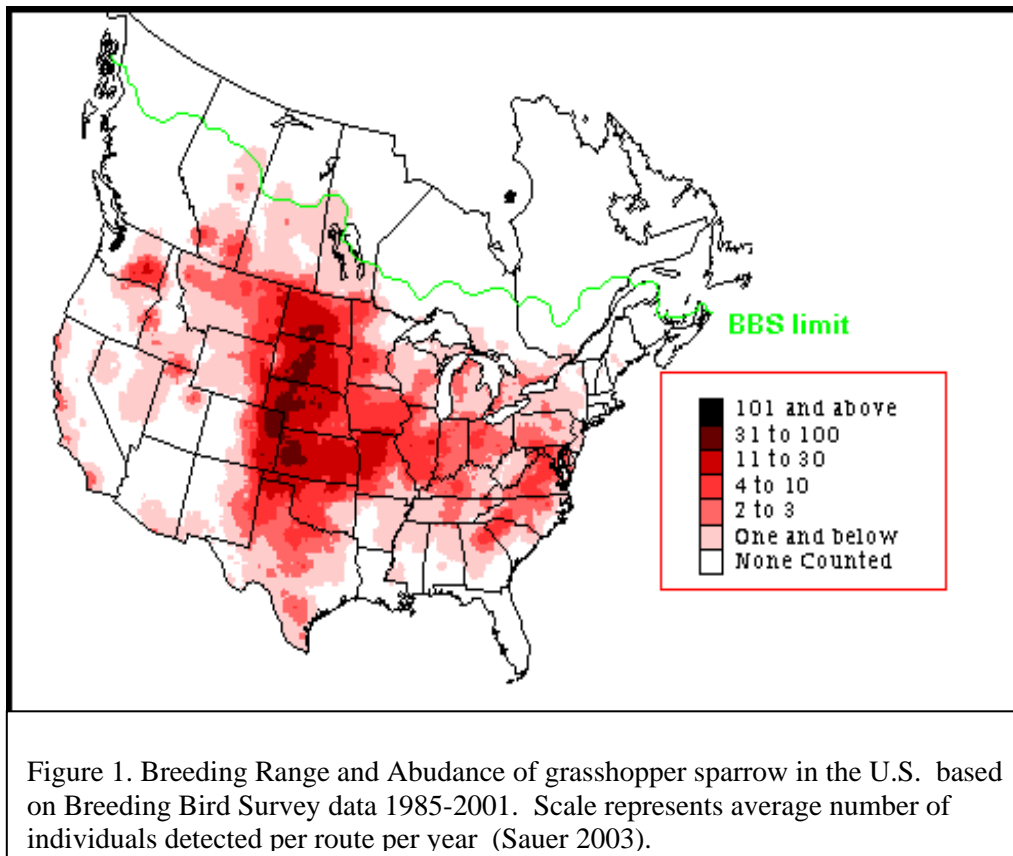 BBS limit
101 and above
31 to 100
11 to 30
4 to 10
2 to 3
One and below
None Counted
Figure 1. Breeding Range and Abudance of grasshopper sparrow in the U.S. based
on Breeding Bird Survey data 1985-2001. Scale represents average number of
individuals detected per route per year (Sauer 2003).